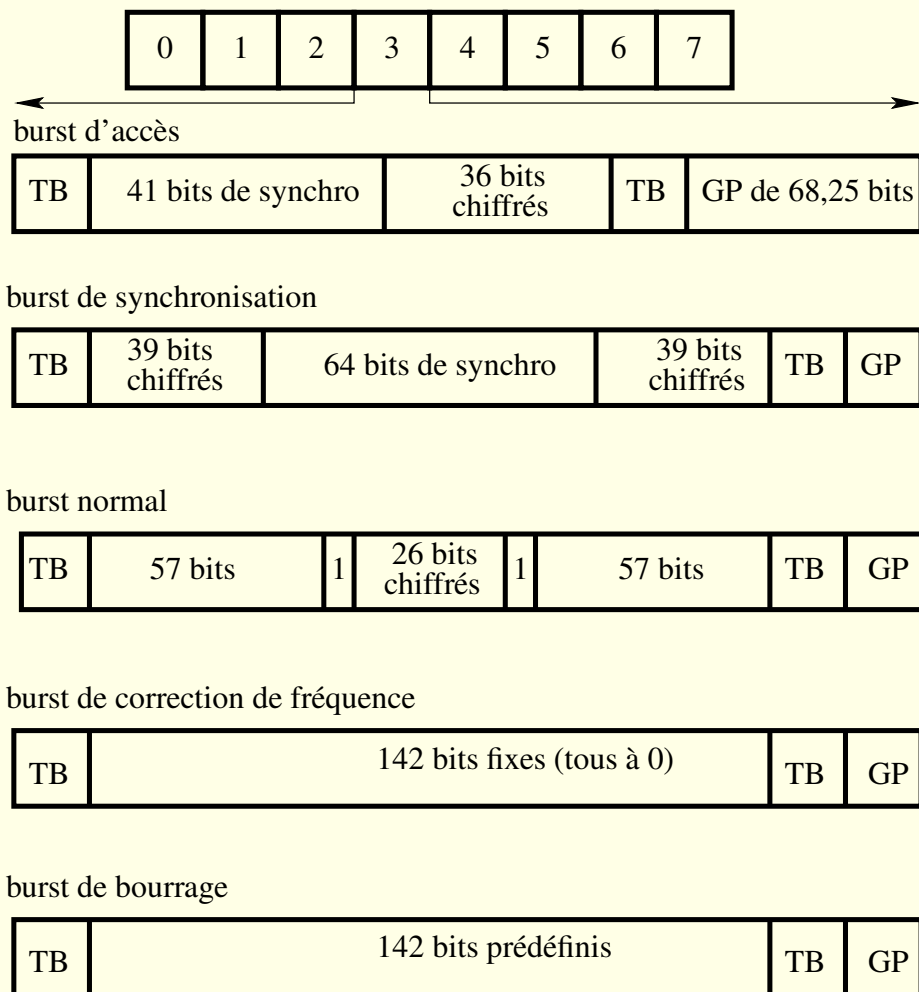 0 1 2 3 4 5 6 7
burst d'accès
TB 41 bits de synchro 36 bits chiffrés TB GP de 68,25 bits
burst de synchronisation
TB 39 bits chiffrés 64 bits de synchro 39 bits chiffrés TB GP
burst normal
TB 57 bits 1 26 bits chiffrés 1 57 bits TB GP
burst de correction de fréquence
TB 142 bits fixes (tous à 0) TB GP
burst de bourrage
TB 142 bits prédéfinis TB GP